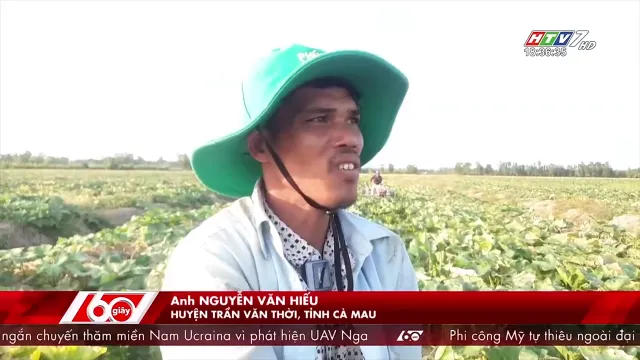 HTV7 HD
18:36:35
60 giây
Anh NGUYỄN VĂN HIẾU
HUYỆN TRẦN VĂN THỜI, TỈNH CÀ MAU
ngắn chuyến thăm miền Nam Ucraina vì phát hiện UAV Nga
60
Phi công Mỹ tự thiêu ngoài đại